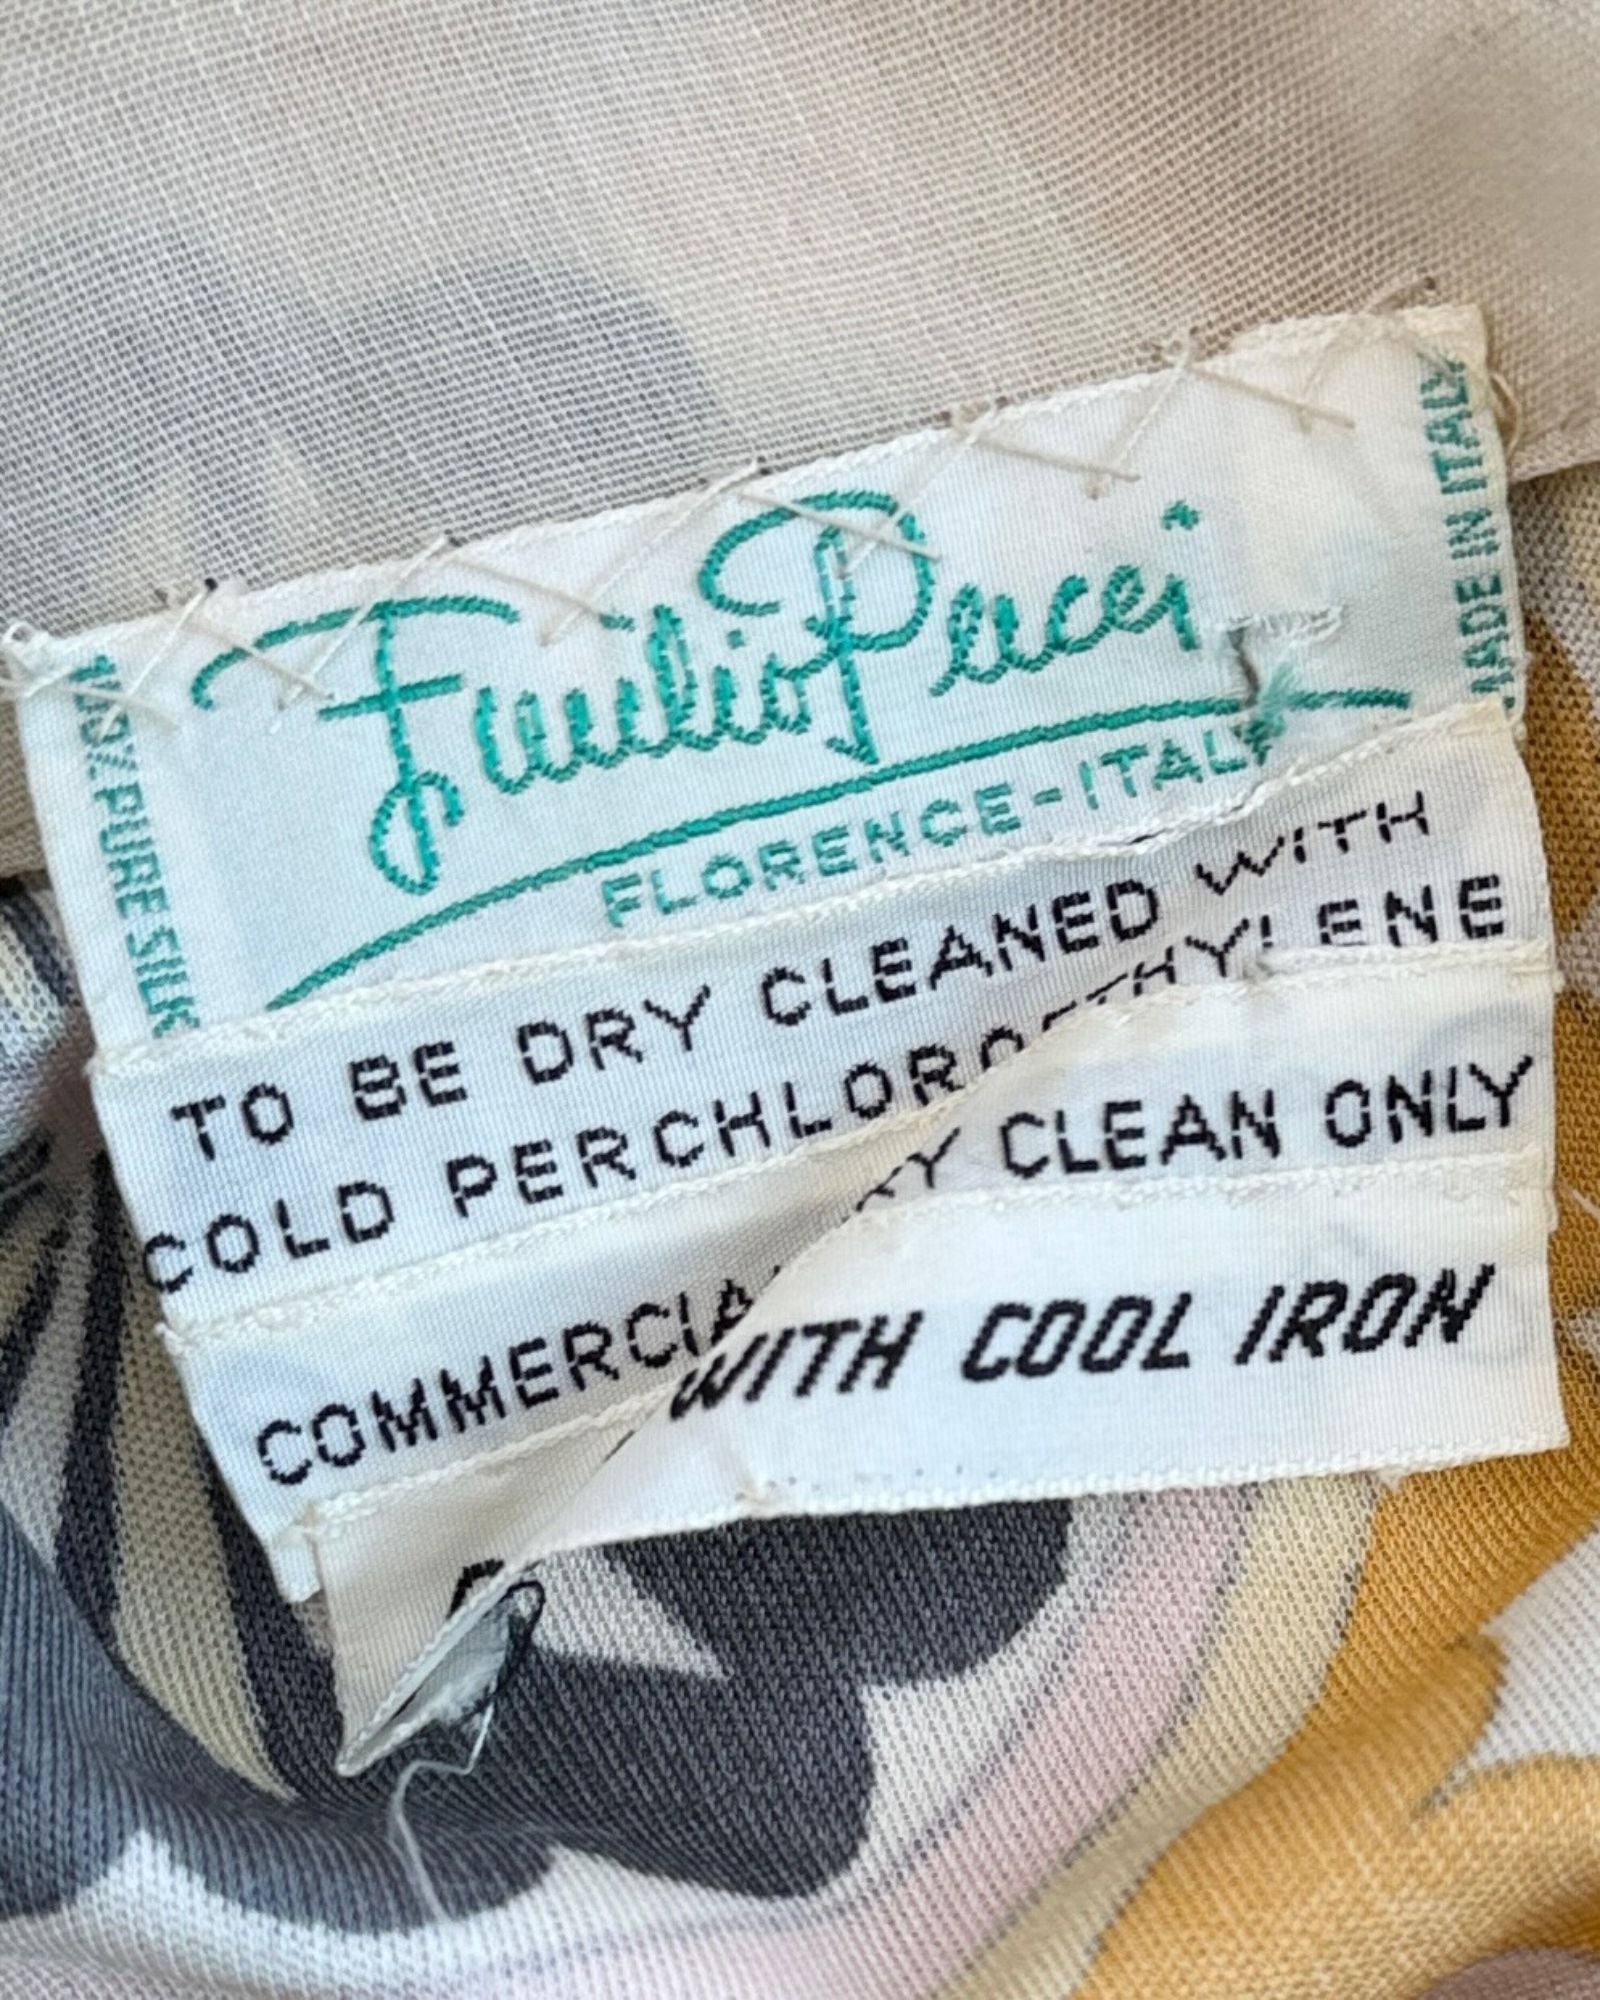 Emilio Pucci
FLORENCE-ITALY
100% PURE SILK
MADE IN ITALY
TO BE DRY CLEANED WITH
COLD PERCHLOROETHYLENE
COMMERCIAL DRY CLEAN ONLY
WITH COOL IRON